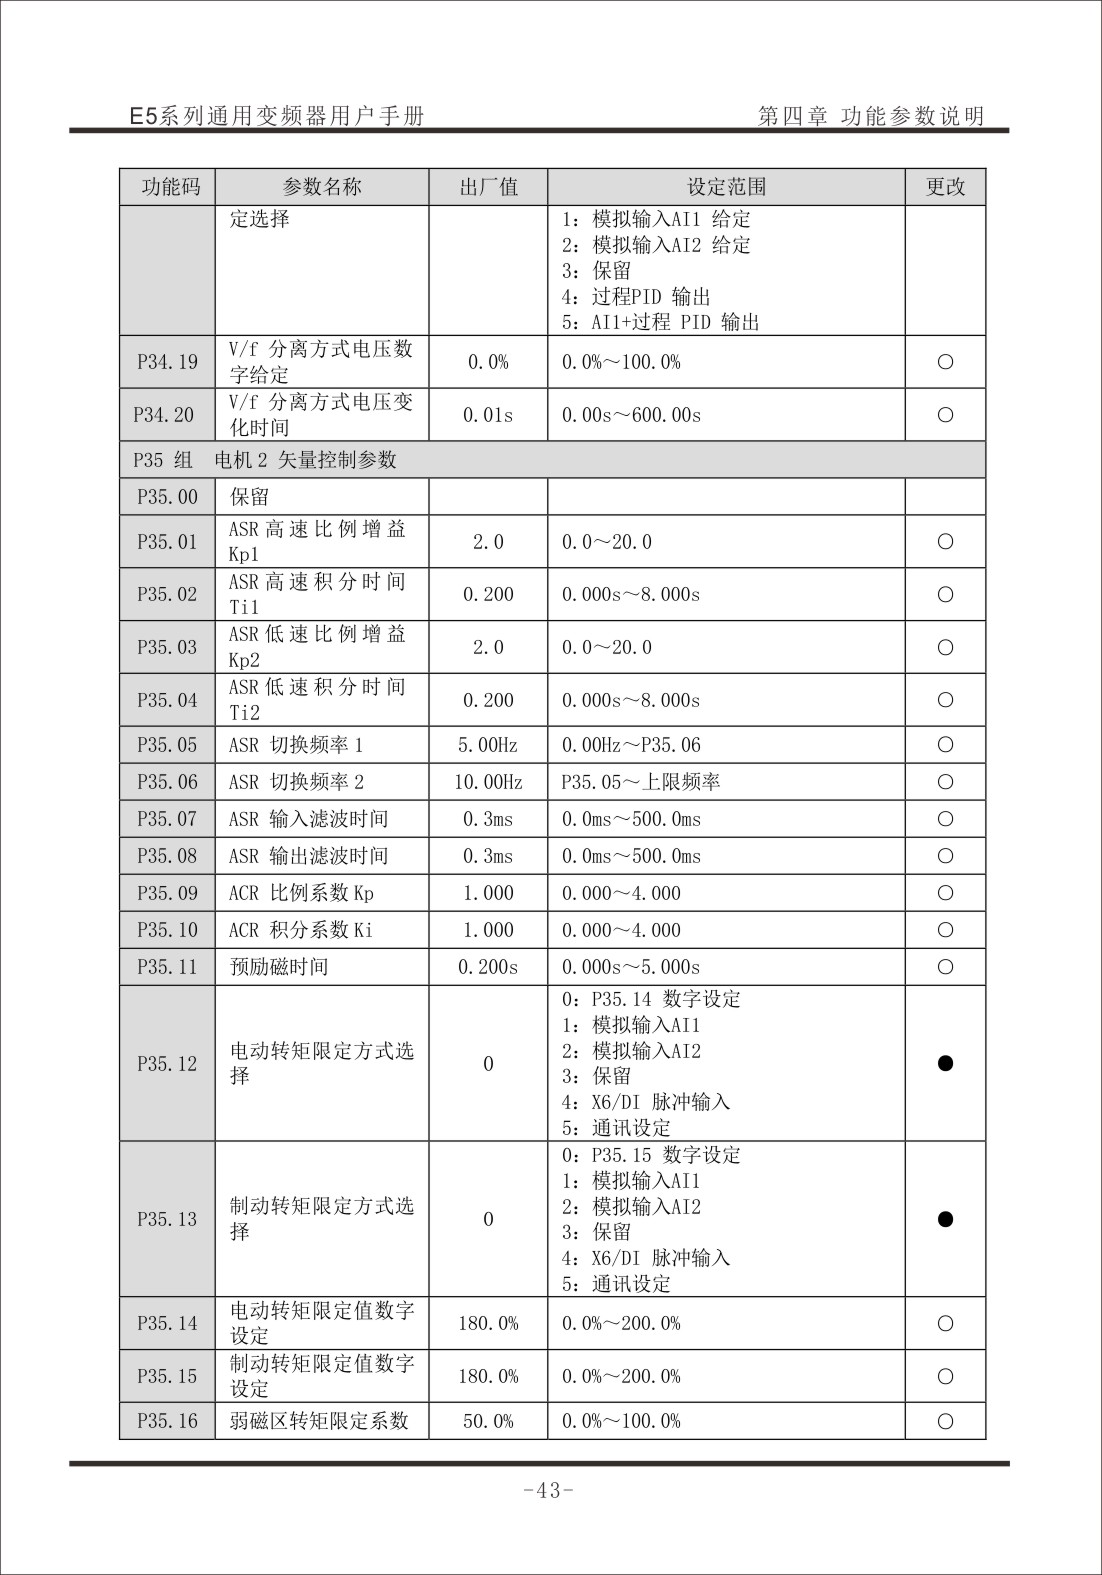 E5系列通用变频器用户手册 第四章 功能参数说明
功能码 参数名称 出厂值 设定范围 更改
定选择
1：模拟输入AI1 给定
2：模拟输入AI2 给定
3：保留
4：过程PID 输出
5：AI1+过程 PID 输出
P34.19 V/f 分离方式电压数
字给定 0.0% 0.0%～100.0% ○
P34.20 V/f 分离方式电压变
化时间 0.01s 0.00s～600.00s ○
P35 组 电机 2 矢量控制参数
P35.00 保留
P35.01 ASR 高速比例增益
Kp1 2.0 0.0～20.0 ○
P35.02 ASR 高速积分时间
Ti1 0.200 0.000s～8.000s ○
P35.03 ASR 低速比例增益
Kp2 2.0 0.0～20.0 ○
P35.04 ASR 低速积分时间
Ti2 0.200 0.000s～8.000s ○
P35.05 ASR 切换频率 1 5.00Hz 0.00Hz～P35.06 ○
P35.06 ASR 切换频率 2 10.00Hz P35.05～上限频率 ○
P35.07 ASR 输入滤波时间 0.3ms 0.0ms～500.0ms ○
P35.08 ASR 输出滤波时间 0.3ms 0.0ms～500.0ms ○
P35.09 ACR 比例系数 Kp 1.000 0.000～4.000 ○
P35.10 ACR 积分系数 Ki 1.000 0.000～4.000 ○
P35.11 预励磁时间 0.200s 0.000s～5.000s ○
P35.12 电动转矩限定方式选
择 0
0：P35.14 数字设定
1：模拟输入AI1
2：模拟输入AI2
3：保留
4：X6/DI 脉冲输入
5：通讯设定
●
P35.13 制动转矩限定方式选
择 0
0：P35.15 数字设定
1：模拟输入AI1
2：模拟输入AI2
3：保留
4：X6/DI 脉冲输入
5：通讯设定
●
P35.14 电动转矩限定值数字
设定 180.0% 0.0%～200.0% ○
P35.15 制动转矩限定值数字
设定 180.0% 0.0%～200.0% ○
P35.16 弱磁区转矩限定系数 50.0% 0.0%～100.0% ○
-43-